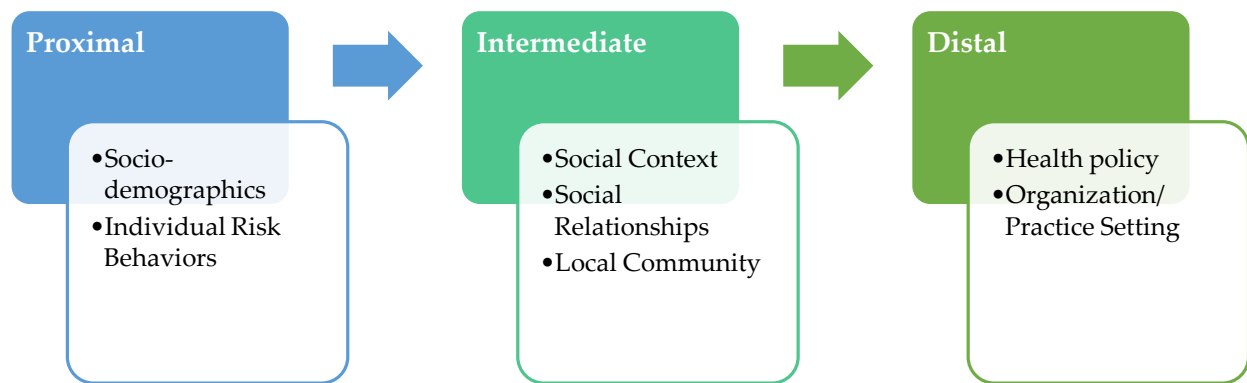 Proximal
•Socio-
demographics
•Individual Risk
Behaviors
Intermediate
•Social Context
•Social
Relationships
•Local Community
Distal
•Health policy
•Organization/
Practice Setting